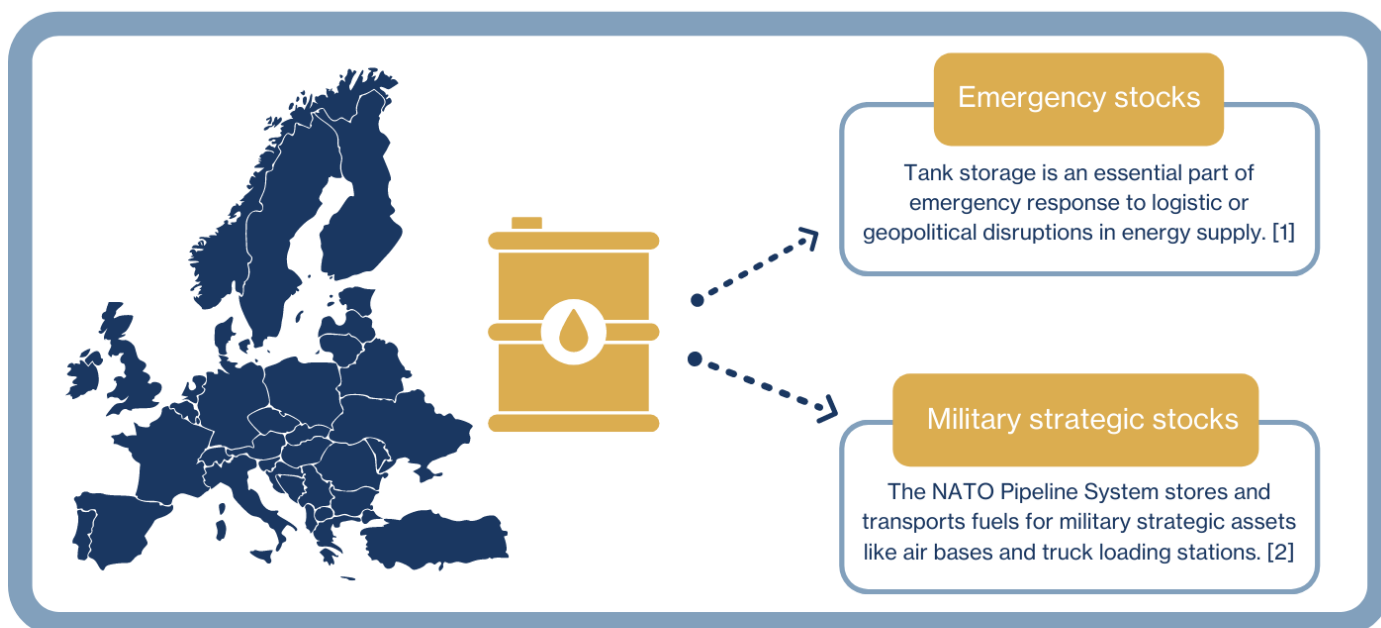 Emergency stocks
Tank storage is an essential part of
emergency response to logistic or
geopolitical disruptions in energy supply. [1]
Military strategic stocks
The NATO Pipeline System stores and
transports fuels for military strategic assets
like air bases and truck loading stations. [2]